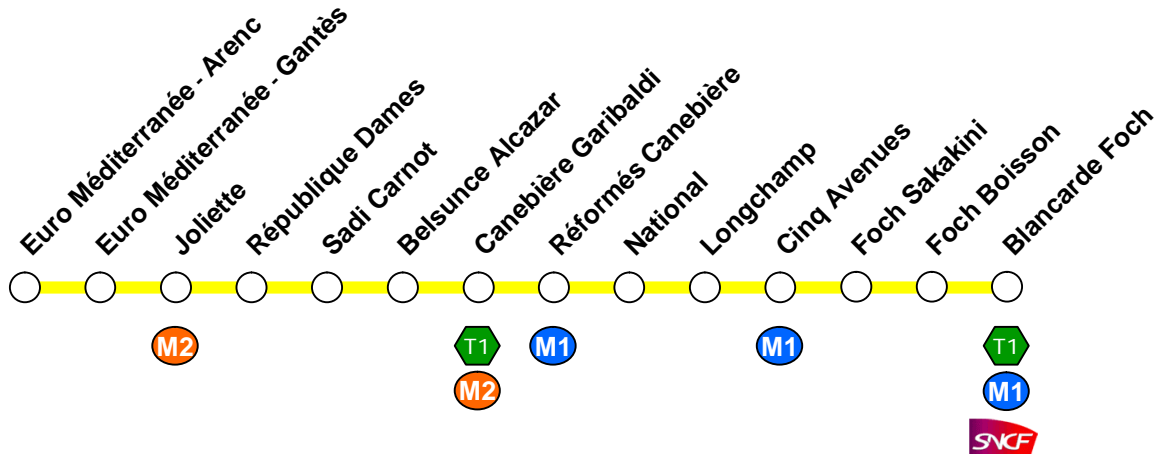 Euro Méditerranée - Arenc
Euro Méditerranée - Gantès
Joliette
République Dames
Sadi Carnot
Belsunce Alcazar
Canebière Garibaldi
Réformés Canebière
National
Longchamp
Cinq Avenues
Foch Sakakini
Foch Boisson
Blancarde Foch
M2
T1
M1
M1
T1
M2
M1
SNCF